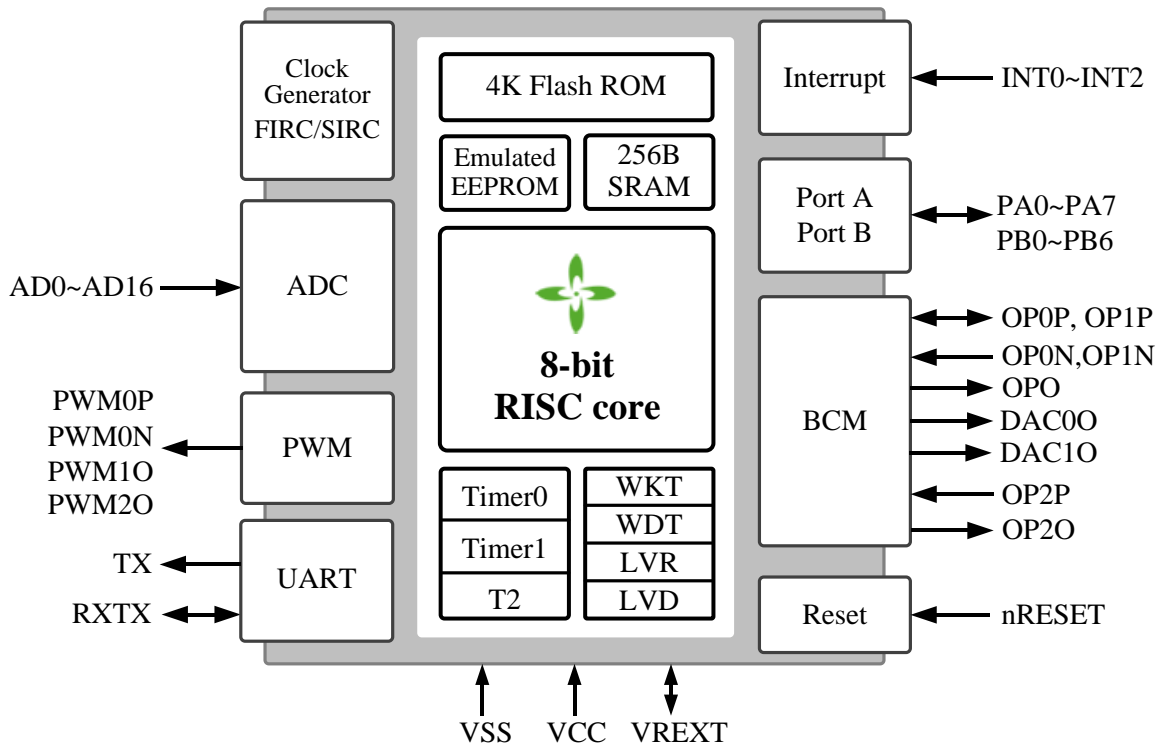 Clock
Generator
FIRC/SIRC
4K Flash ROM
Interrupt
INT0~INT2
Emulated
EEPROM
256B
SRAM
Port A
Port B
PA0~PA7
PB0~PB6
AD0~AD16
ADC
8-bit
RISC core
BCM
OP0P, OP1P
OP0N,OP1N
OPO
DAC0O
DAC1O
OP2P
OP2O
PWM0P
PWM0N
PWM1O
PWM2O
PWM
Timer0
Timer1
T2
WKT
WDT
LVR
LVD
TX
RXTX
UART
Reset
nRESET
VSS
VCC
VREXT